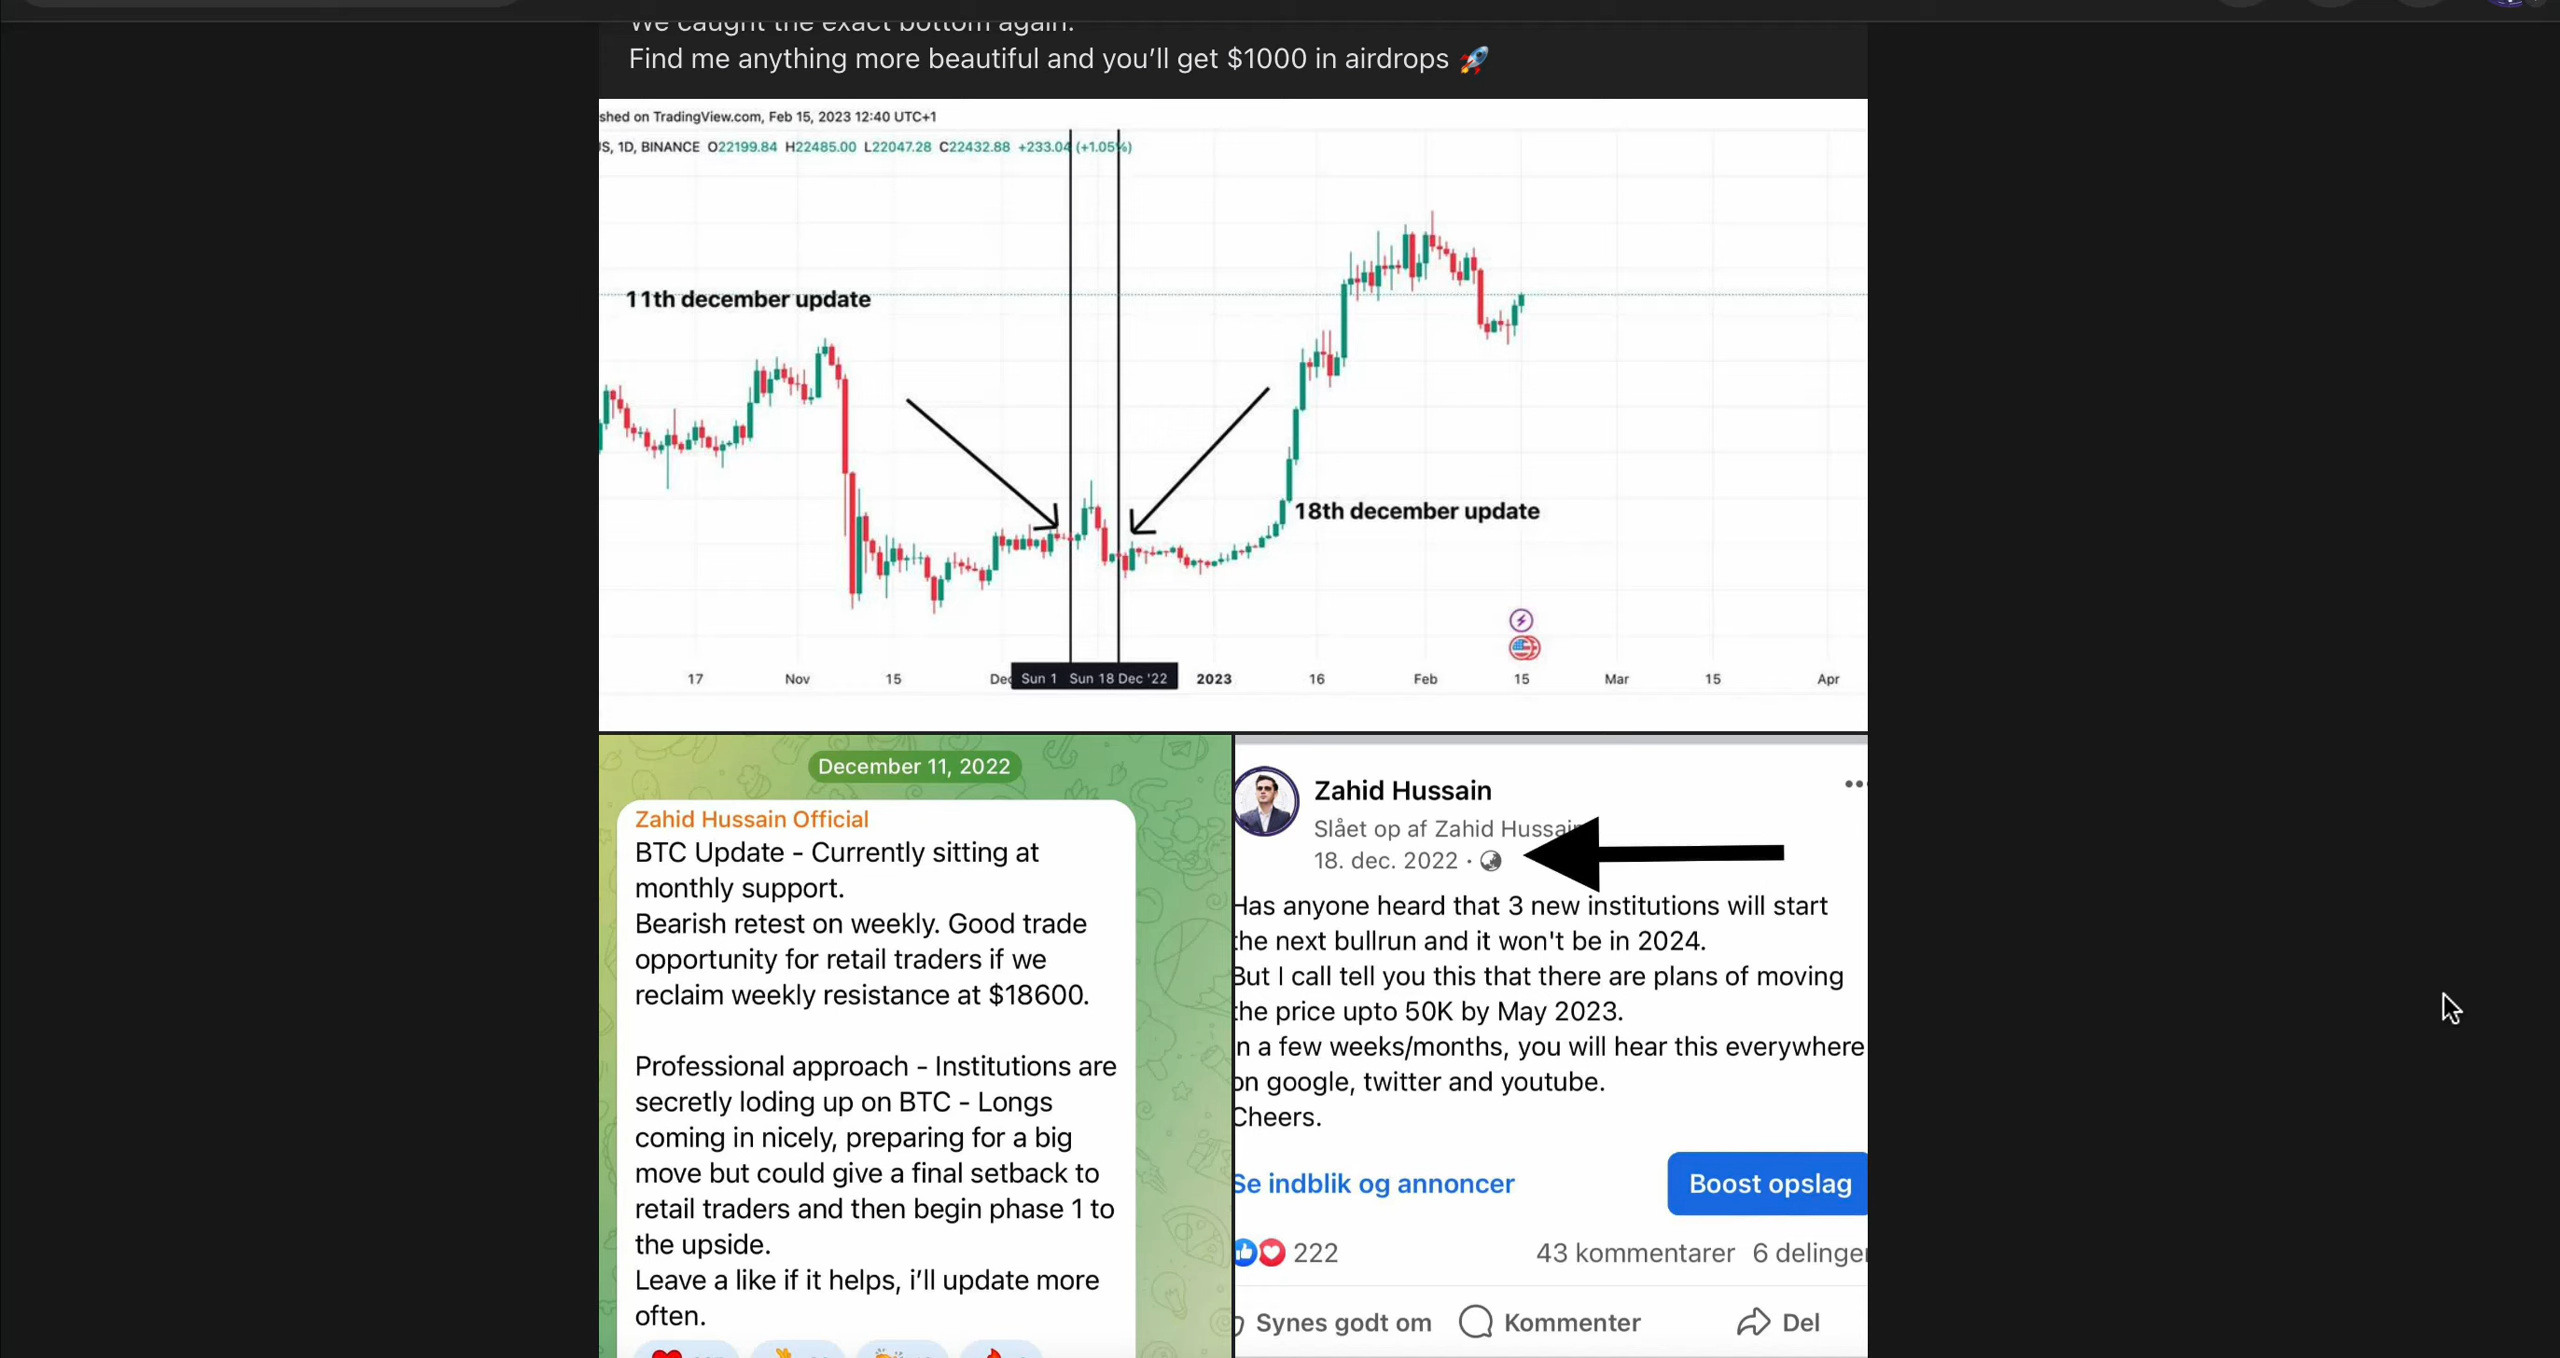 We caught the exact bottom again.
Find me anything more beautiful and you’ll get $1000 in airdrops 🚀
shed on TradingView.com, Feb 15, 2023 12:40 UTC+1
S, 1D, BINANCE O22199.84 H22485.00 L22047.28 C22432.88 +233.04 (+1.05%)
11th december update
18th december update
17 Nov 15 Dec Sun 1 Sun 18 Dec '22 2023 16 Feb 15 Mar 15 Apr
December 11, 2022
Zahid Hussain Official
BTC Update - Currently sitting at
monthly support.
Bearish retest on weekly. Good trade
opportunity for retail traders if we
reclaim weekly resistance at $18600.
Professional approach - Institutions are
secretly loding up on BTC - Longs
coming in nicely, preparing for a big
move but could give a final setback to
retail traders and then begin phase 1 to
the upside.
Leave a like if it helps, i’ll update more
often.
Zahid Hussain
Slået op af Zahid Hussain
18. dec. 2022 ·
Has anyone heard that 3 new institutions will start
the next bullrun and it won't be in 2024.
But I call tell you this that there are plans of moving
the price upto 50K by May 2023.
In a few weeks/months, you will hear this everywhere
on google, twitter and youtube.
Cheers.
Se indblik og annoncer
Boost opslag
222 43 kommentarer 6 delinger
Synes godt om Kommenter Del